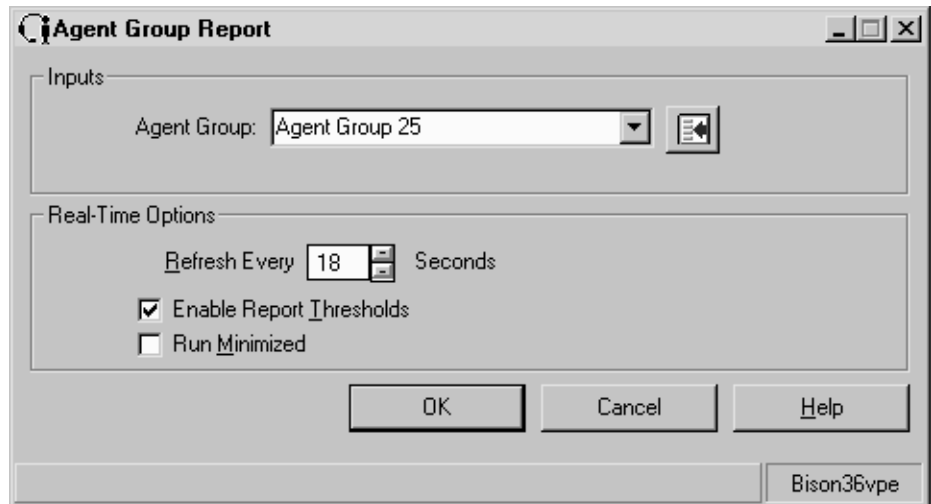 Agent Group Report
Inputs
Agent Group: Agent Group 25
Real-Time Options
Refresh Every 18 Seconds
Enable Report Thresholds
Run Minimized
OK Cancel Help
Bison36vpe